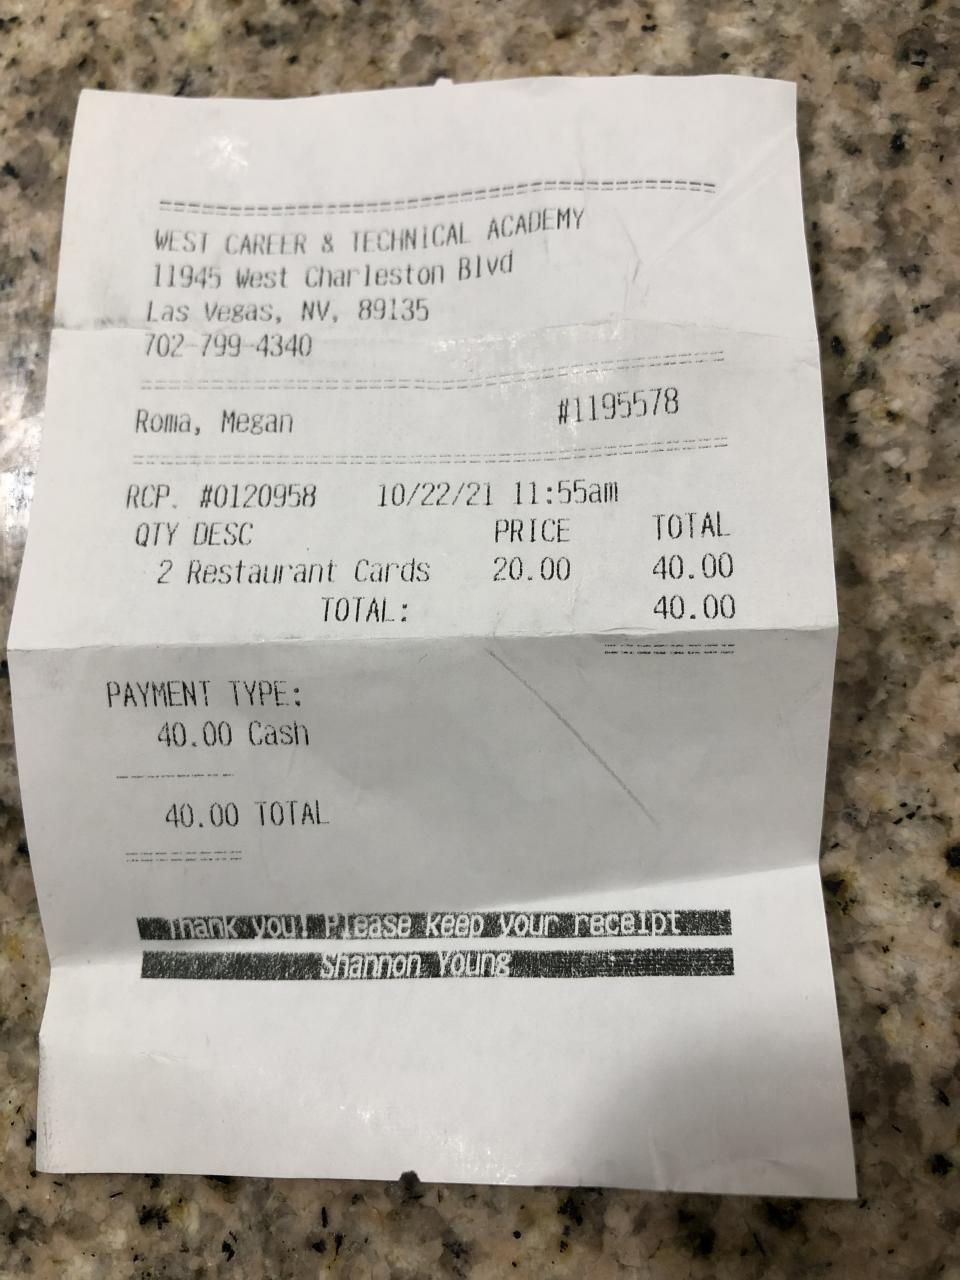 WEST CAREER & TECHNICAL ACADEMY
11945 West Charleston Blvd
Las Vegas, NV, 89135
702-799-4340
Roma, Megan #1195578
RCP. #0120958 10/22/21 11:55am
QTY DESC PRICE TOTAL
2 Restaurant Cards 20.00 40.00
TOTAL: 40.00
PAYMENT TYPE:
40.00 Cash
40.00 TOTAL
Thank you! Please keep your receipt
Shannon Young